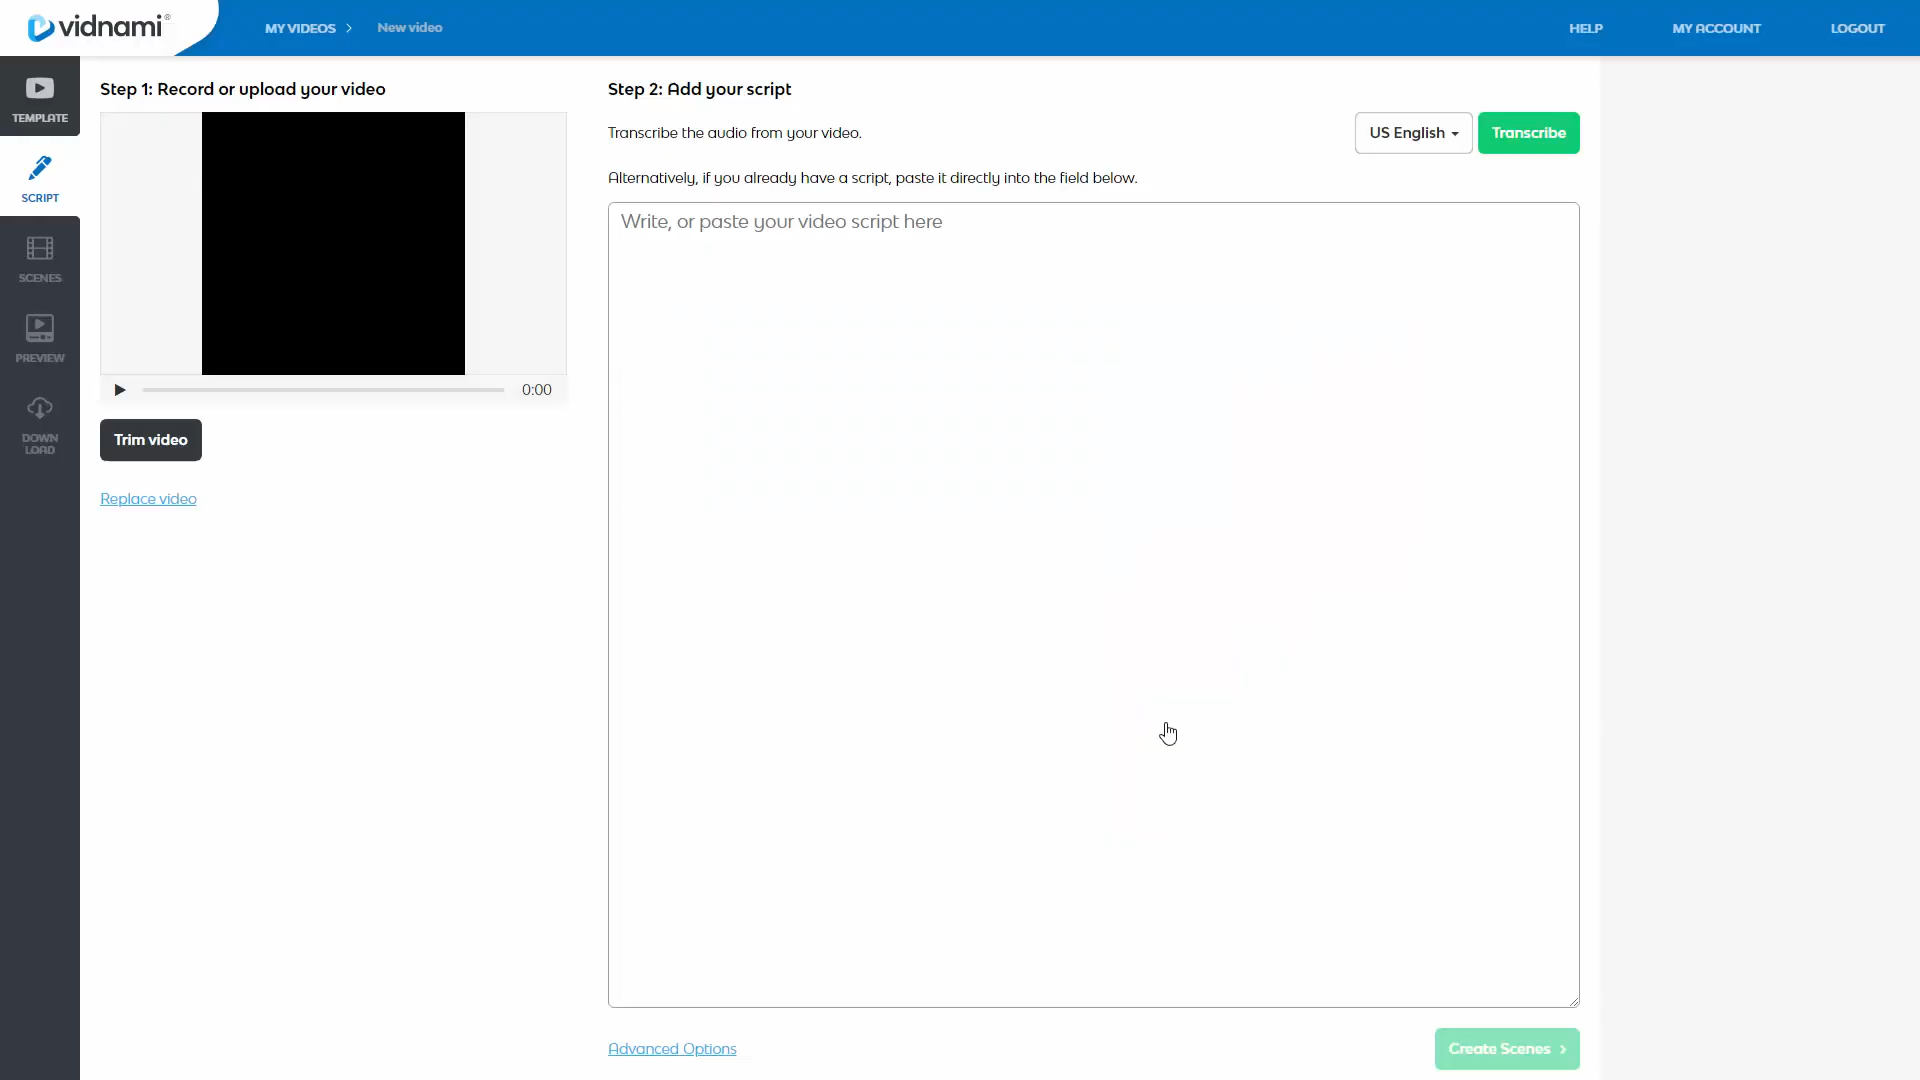 vidnami®
MY VIDEOS > New video
HELP
MY ACCOUNT
LOGOUT
TEMPLATE
SCRIPT
SCENES
PREVIEW
DOWN
LOAD
Step 1: Record or upload your video
0:00
Trim video
Replace video
Step 2: Add your script
Transcribe the audio from your video.
US English
Transcribe
Alternatively, if you already have a script, paste it directly into the field below.
Write, or paste your video script here
Advanced Options
Create Scenes >